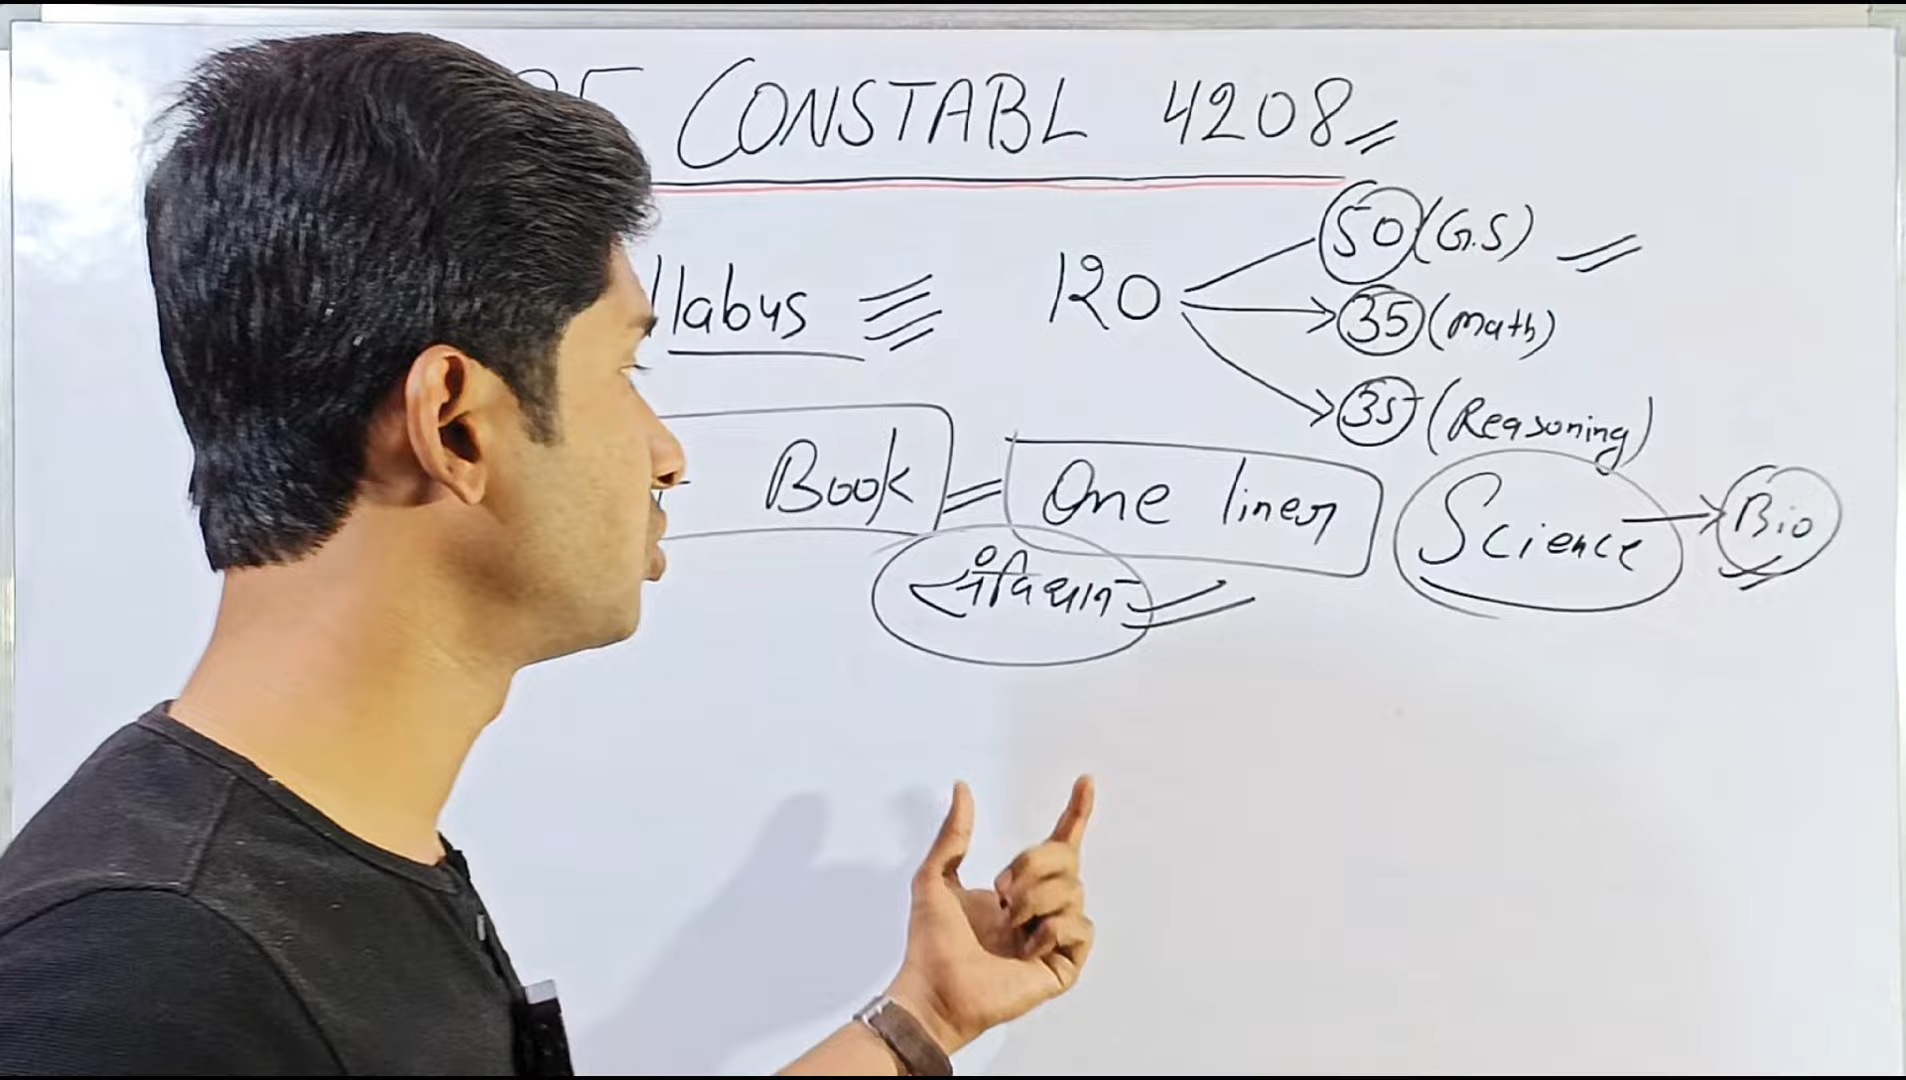 CONSTABL 4208
llabus 120 50 (G.S)
35 (math)
35 (Reasoning)
Book = One liner Science → Bio
संविधान